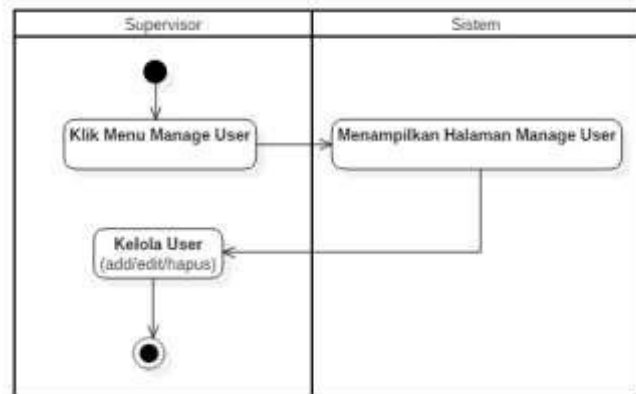 Supervisor
Sistem
Klik Menu Manage User
Menampilkan Halaman Manage User
Kelola User
(add/edit/hapus)